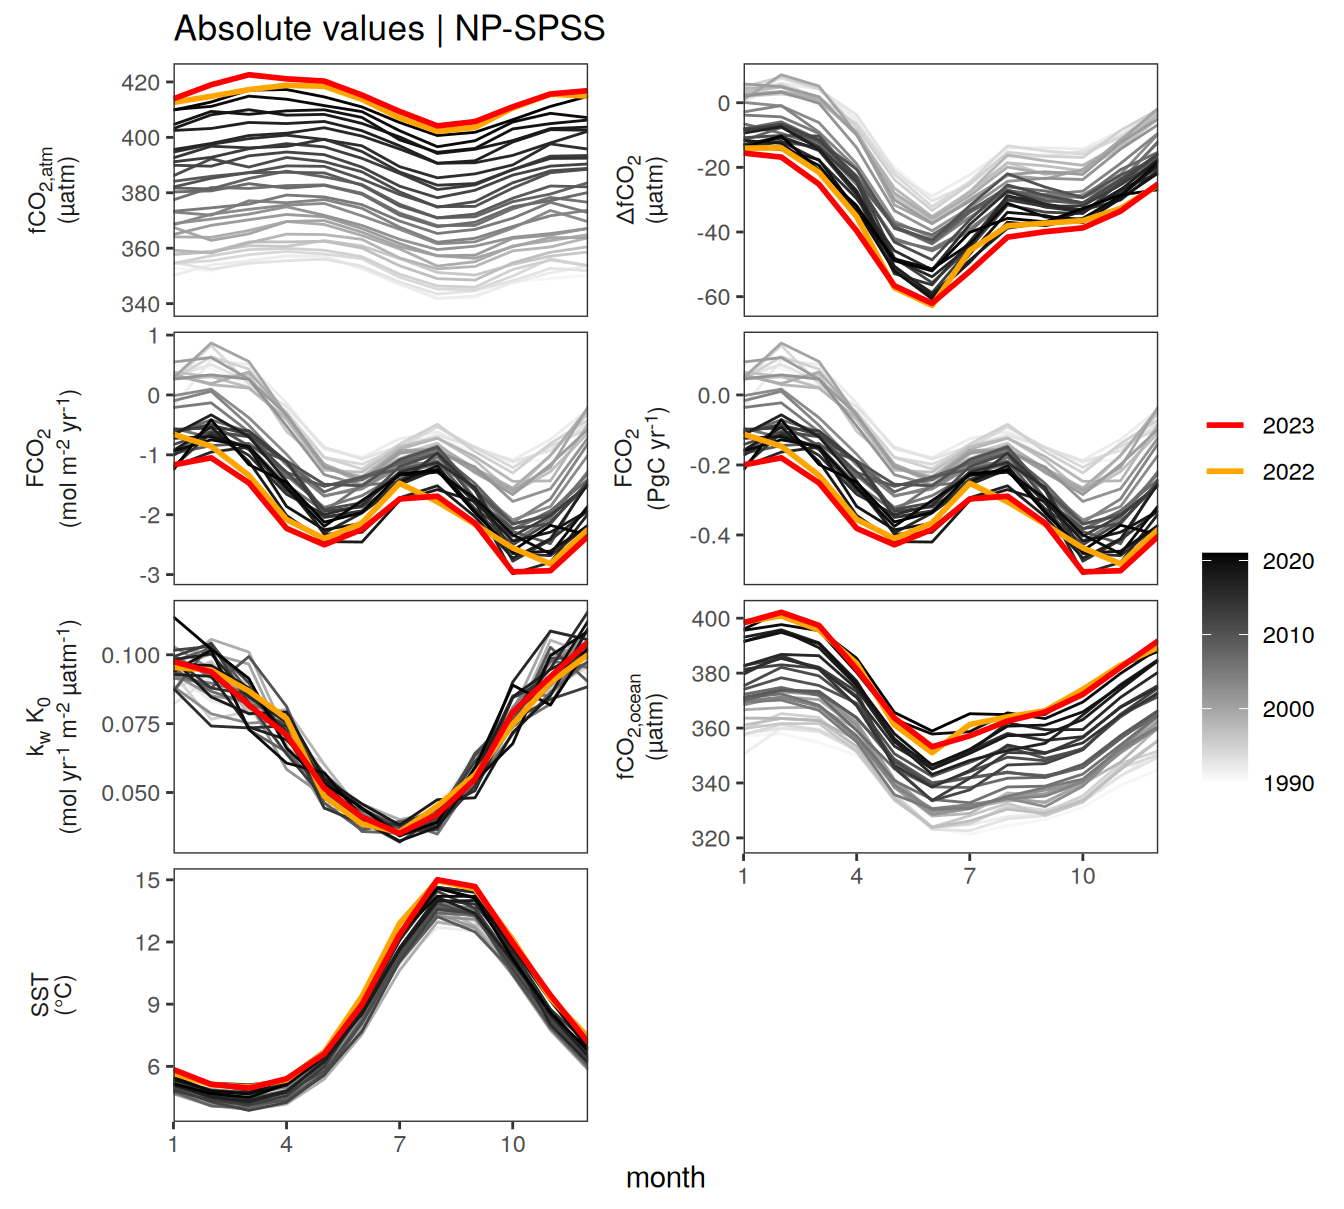 Absolute values | NP-SPSS
fCO2,atm
(µatm)
420
400
380
360
340
ΔfCO2
(µatm)
0
-20
-40
-60
FCO2
(mol m-2 yr-1)
1
0
-1
-2
-3
FCO2
(PgC yr-1)
0.0
-0.2
-0.4
kw K0
(mol yr-1 m-2 µatm-1)
0.100
0.075
0.050
fCO2,ocean
(µatm)
400
380
360
340
320
1 4 7 10
SST
(°C)
15
12
9
6
1 4 7 10
month
2023
2022
2020
2010
2000
1990